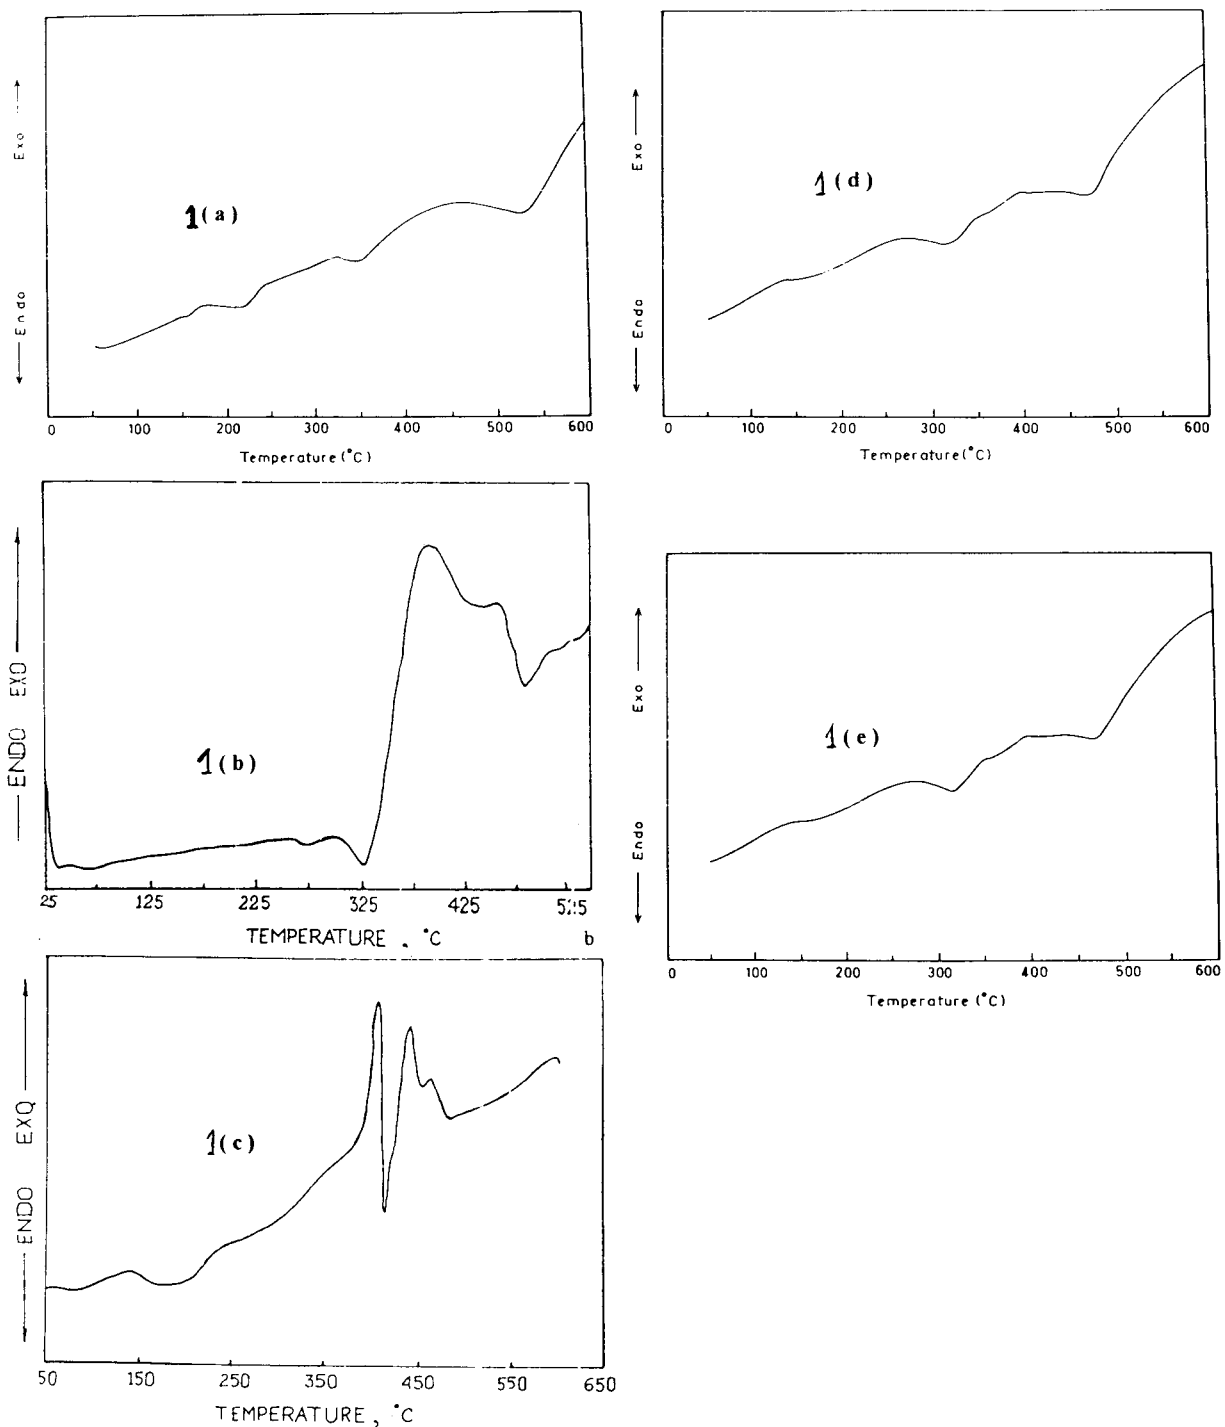 Exo
1(a)
Endo
0 100 200 300 400 500 600
Temperature (°C)
EXO
1(b)
ENDO
25 125 225 325 425 525
TEMPERATURE , °C
b
EXO
1(c)
ENDO
50 150 250 350 450 550 650
TEMPERATURE , °C
Exo
1(d)
Endo
0 100 200 300 400 500 600
Temperature (°C)
Exo
1(e)
Endo
0 100 200 300 400 500 600
Temperature (°C)